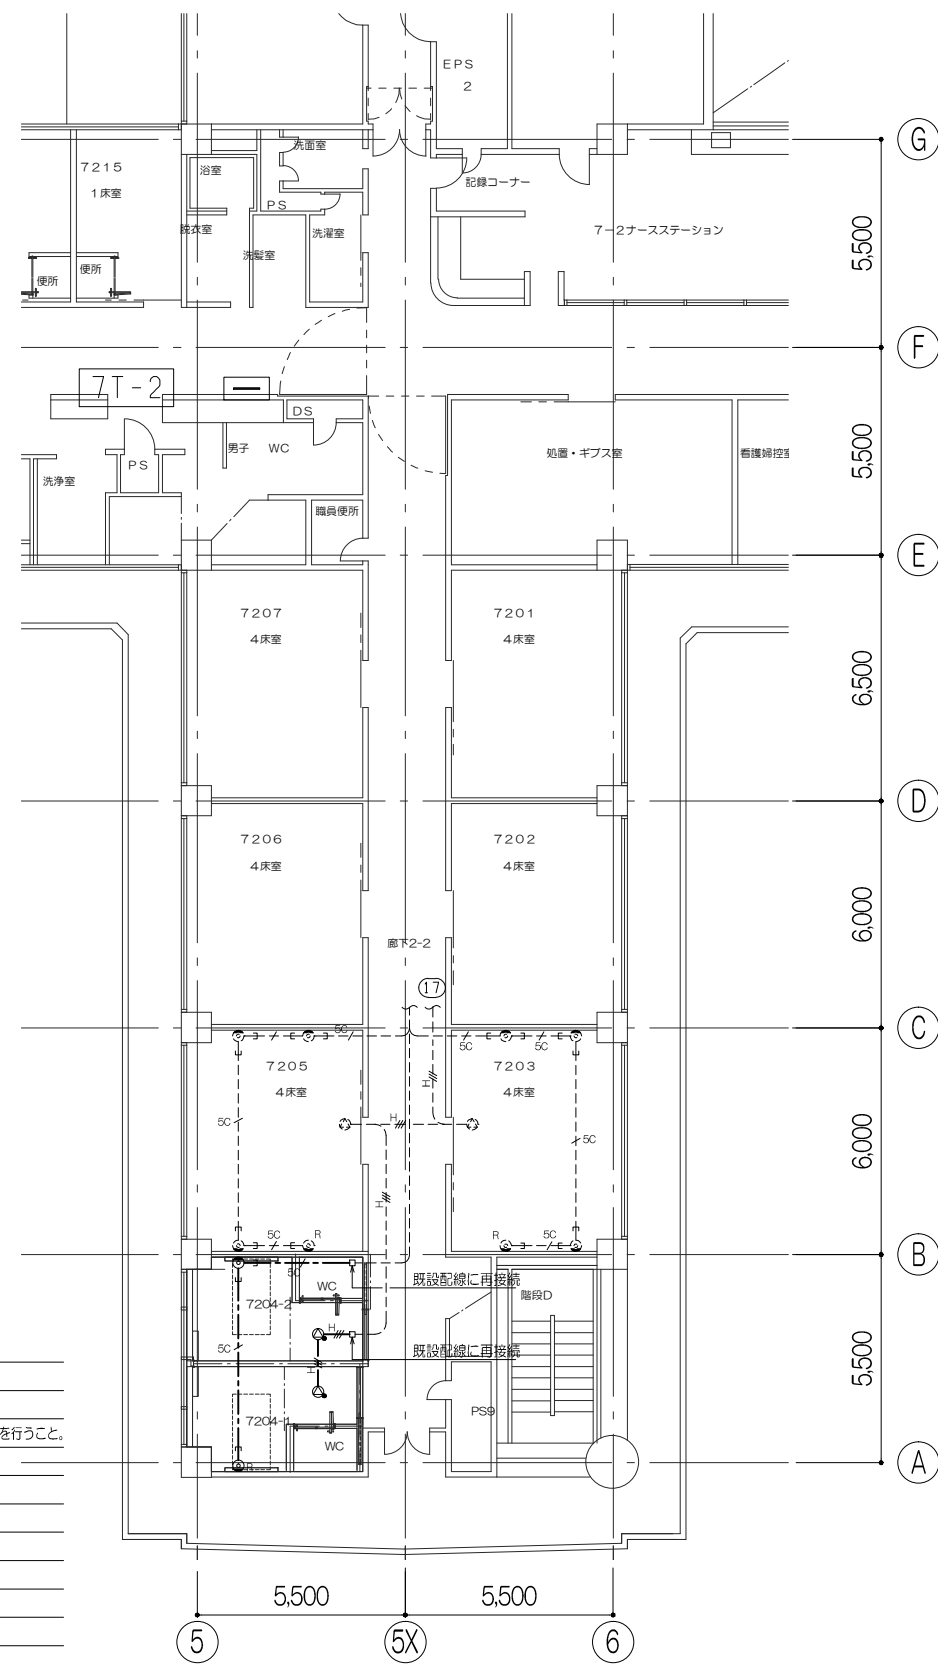 EPS
2
G
7215
1床室
浴室
洗面室
記録コーナー
PS
脱衣室
洗髪室
洗濯室
7-2ナースステーション
5,500
便所
便所
F
7T-2
DS
男子 WC
PS
洗浄室
処置・ギブス室
看護婦控室
5,500
職員便所
E
7207
4床室
7201
4床室
6,500
D
7206
4床室
7202
4床室
6,000
廊下2-2
17
C
5C
5C
5C
7205
4床室
7203
4床室
H
5C
H
5C
6,000
H
5C
R
R
5C
B
5C
WC
既設配線に再接続
階段D
7204-2
H
5C
既設配線に再接続
H
5,500
7204-1
PS9
を行うこと。
WC
R
A
5,500
5,500
5
5X
6